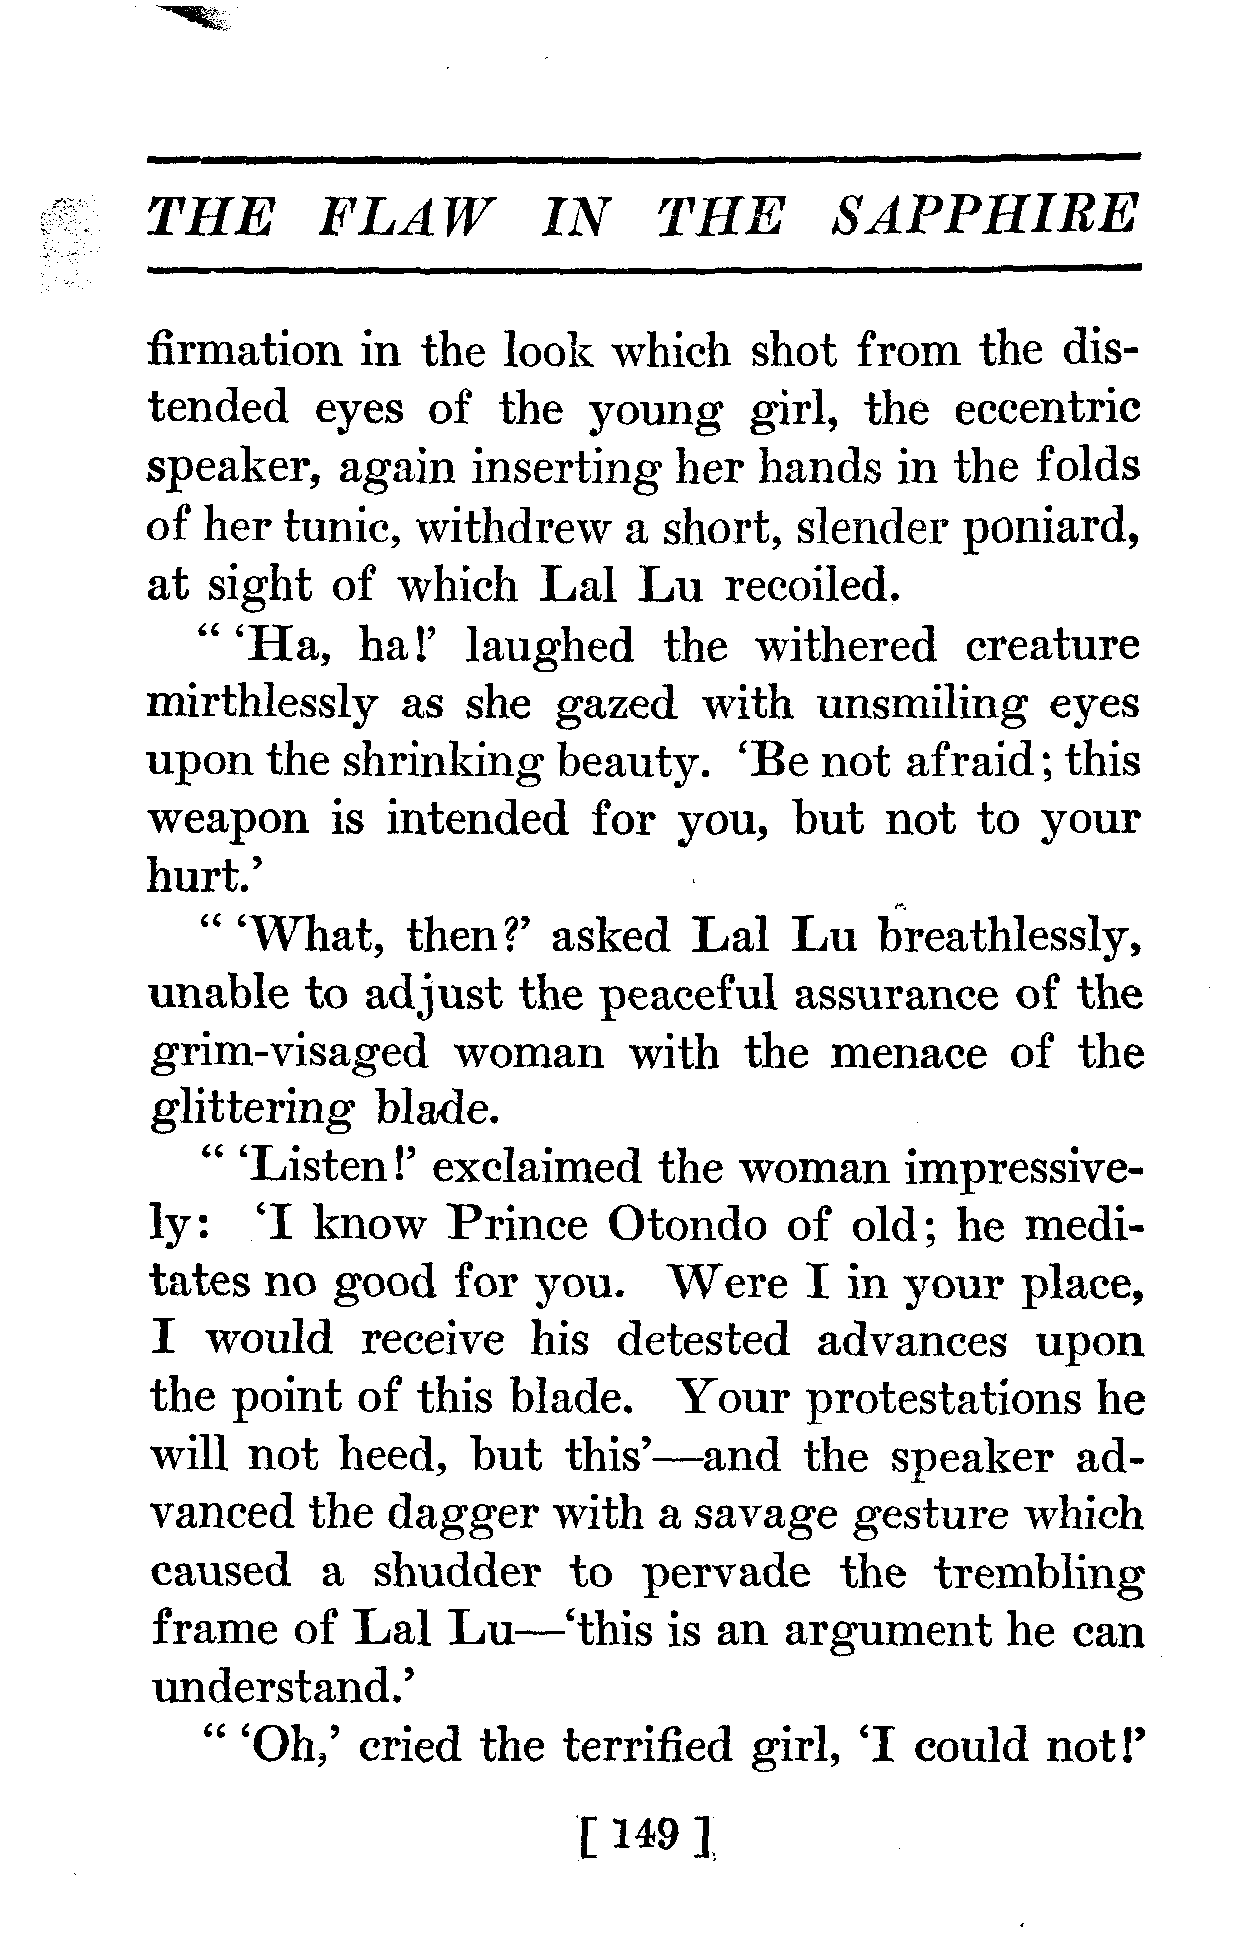 THE FLAW IN THE SAPPHIRE
firmation in the look which shot from the dis-
tended eyes of the young girl, the eccentric
speaker, again inserting her hands in the folds
of her tunic, withdrew a short, slender poniard,
at sight of which Lal Lu recoiled.
“ ‘Ha, ha!’ laughed the withered creature
mirthlessly as she gazed with unsmiling eyes
upon the shrinking beauty. ‘Be not afraid; this
weapon is intended for you, but not to your
hurt.’
“ ‘What, then?’ asked Lal Lu breathlessly,
unable to adjust the peaceful assurance of the
grim-visaged woman with the menace of the
glittering blade.
“ ‘Listen!’ exclaimed the woman impressive-
ly: ‘I know Prince Otondo of old; he medi-
tates no good for you. Were I in your place,
I would receive his detested advances upon
the point of this blade. Your protestations he
will not heed, but this’—and the speaker ad-
vanced the dagger with a savage gesture which
caused a shudder to pervade the trembling
frame of Lal Lu—‘this is an argument he can
understand.’
“ ‘Oh,’ cried the terrified girl, ‘I could not!’
[ 149 ]